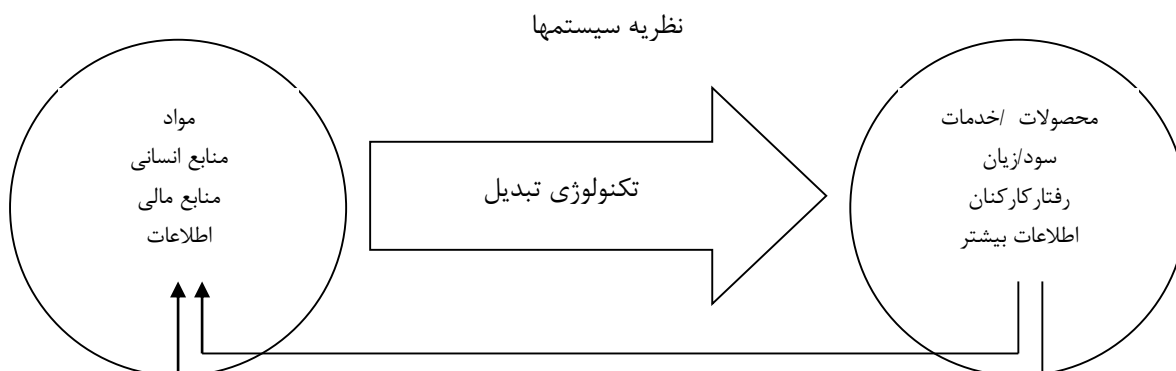 نظریه سیستمها
مواد
منابع انسانی
منابع مالی
اطلاعات
تکنولوژی تبدیل
محصولات /خدمات
سود/زیان
رفتارکارکنان
اطلاعات بیشتر